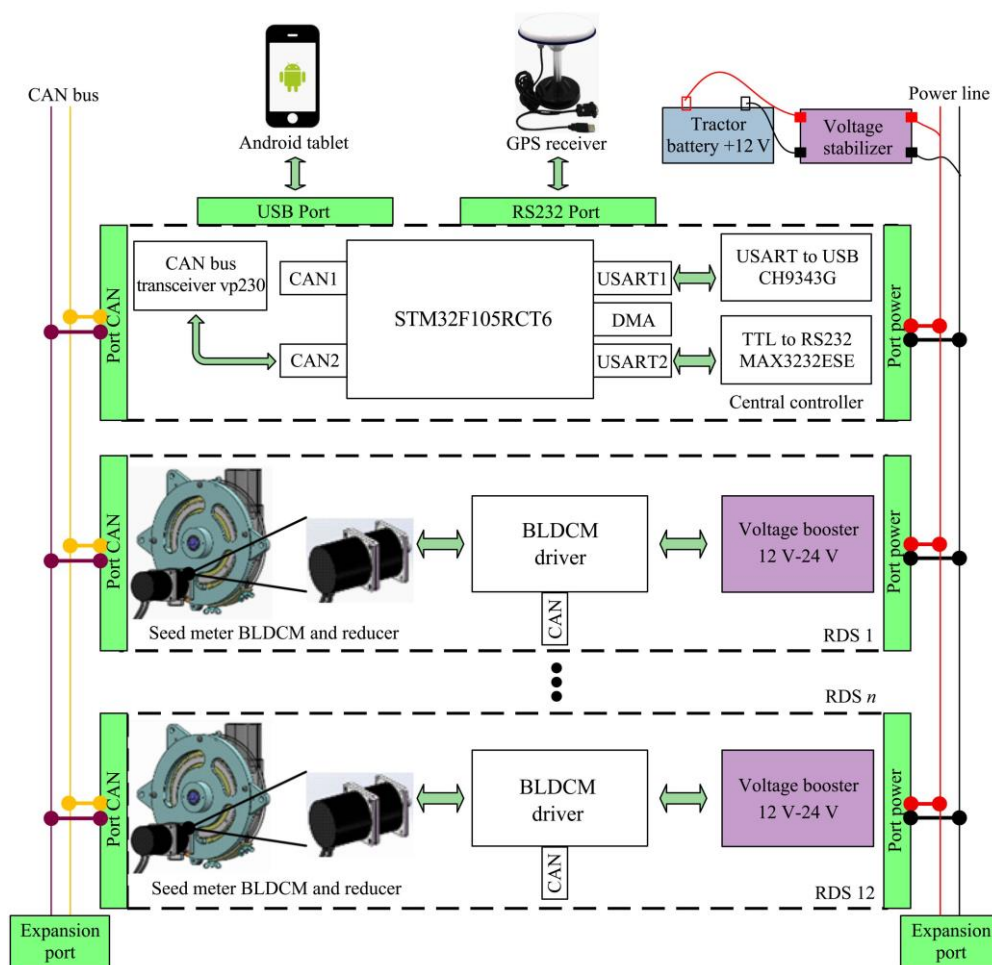 CAN bus
Android tablet
GPS receiver
Tractor
battery +12 V
Voltage
stabilizer
Power line
USB Port
RS232 Port
Port CAN
CAN bus
transceiver vp230
CAN1
CAN2
STM32F105RCT6
USART1
DMA
USART2
USART to USB
CH9343G
TTL to RS232
MAX3232ESE
Central controller
Port power
Port CAN
Seed meter BLDCM and reducer
BLDCM
driver
CAN
Voltage booster
12 V-24 V
RDS 1
Port power
RDS n
Port CAN
Seed meter BLDCM and reducer
BLDCM
driver
CAN
Voltage booster
12 V-24 V
RDS 12
Port power
Expansion
port
Expansion
port